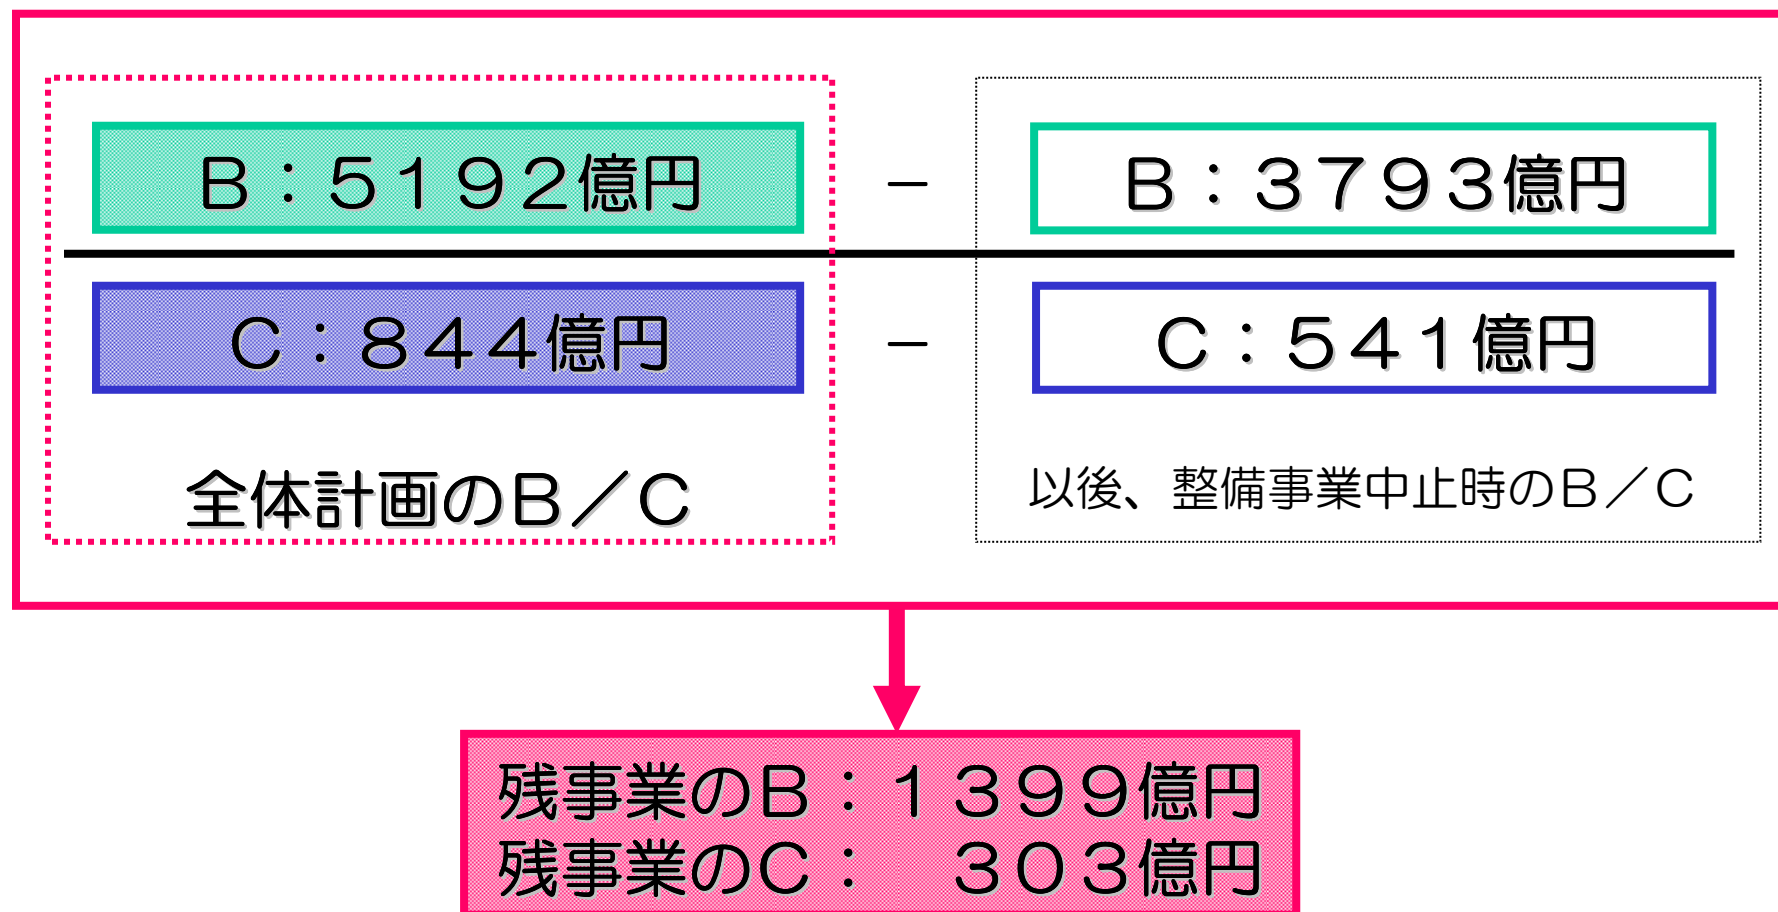 B：5192億円 － B：3793億円
C：844億円 － C：541億円
全体計画のB／C
以後、整備事業中止時のB／C
残事業のB：1399億円
残事業のC：　303億円